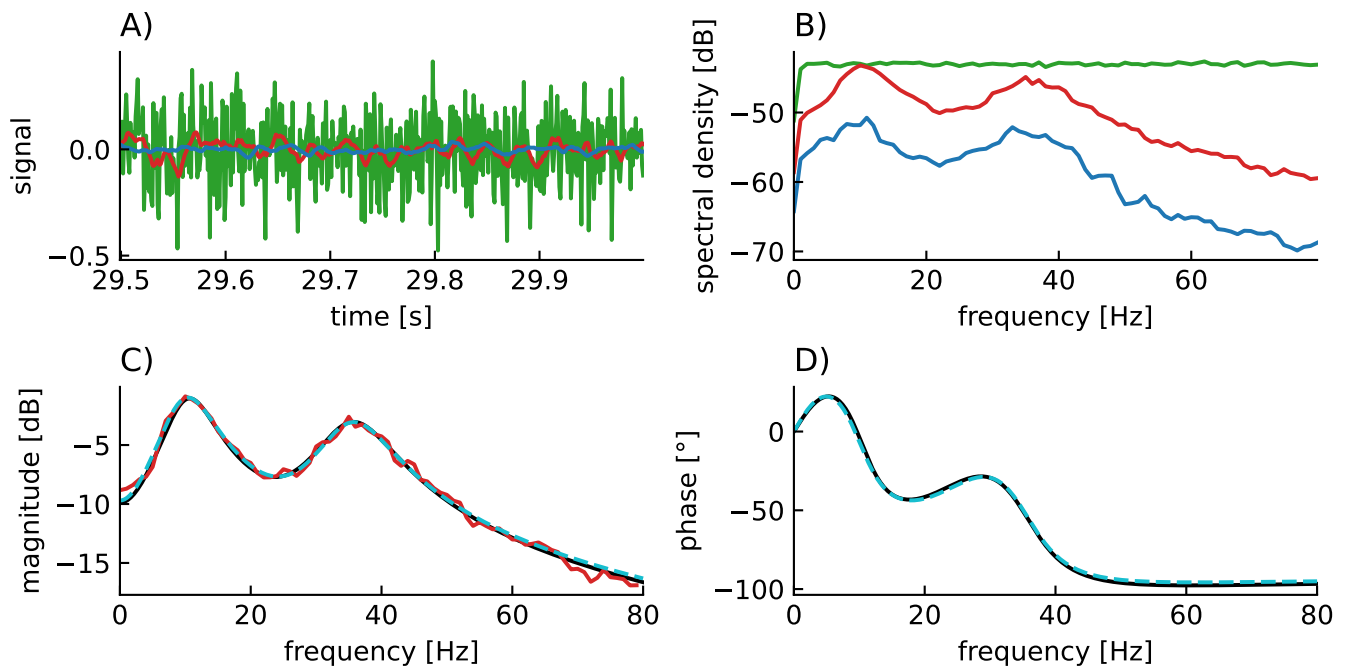 A)
signal
0.0
−0.5
29.5 29.6 29.7 29.8 29.9
time [s]
B)
spectral density [dB]
−50
−60
−70
0 20 40 60
frequency [Hz]
C)
magnitude [dB]
−5
−10
−15
0 20 40 60 80
frequency [Hz]
D)
phase [°]
0
−50
−100
0 20 40 60 80
frequency [Hz]